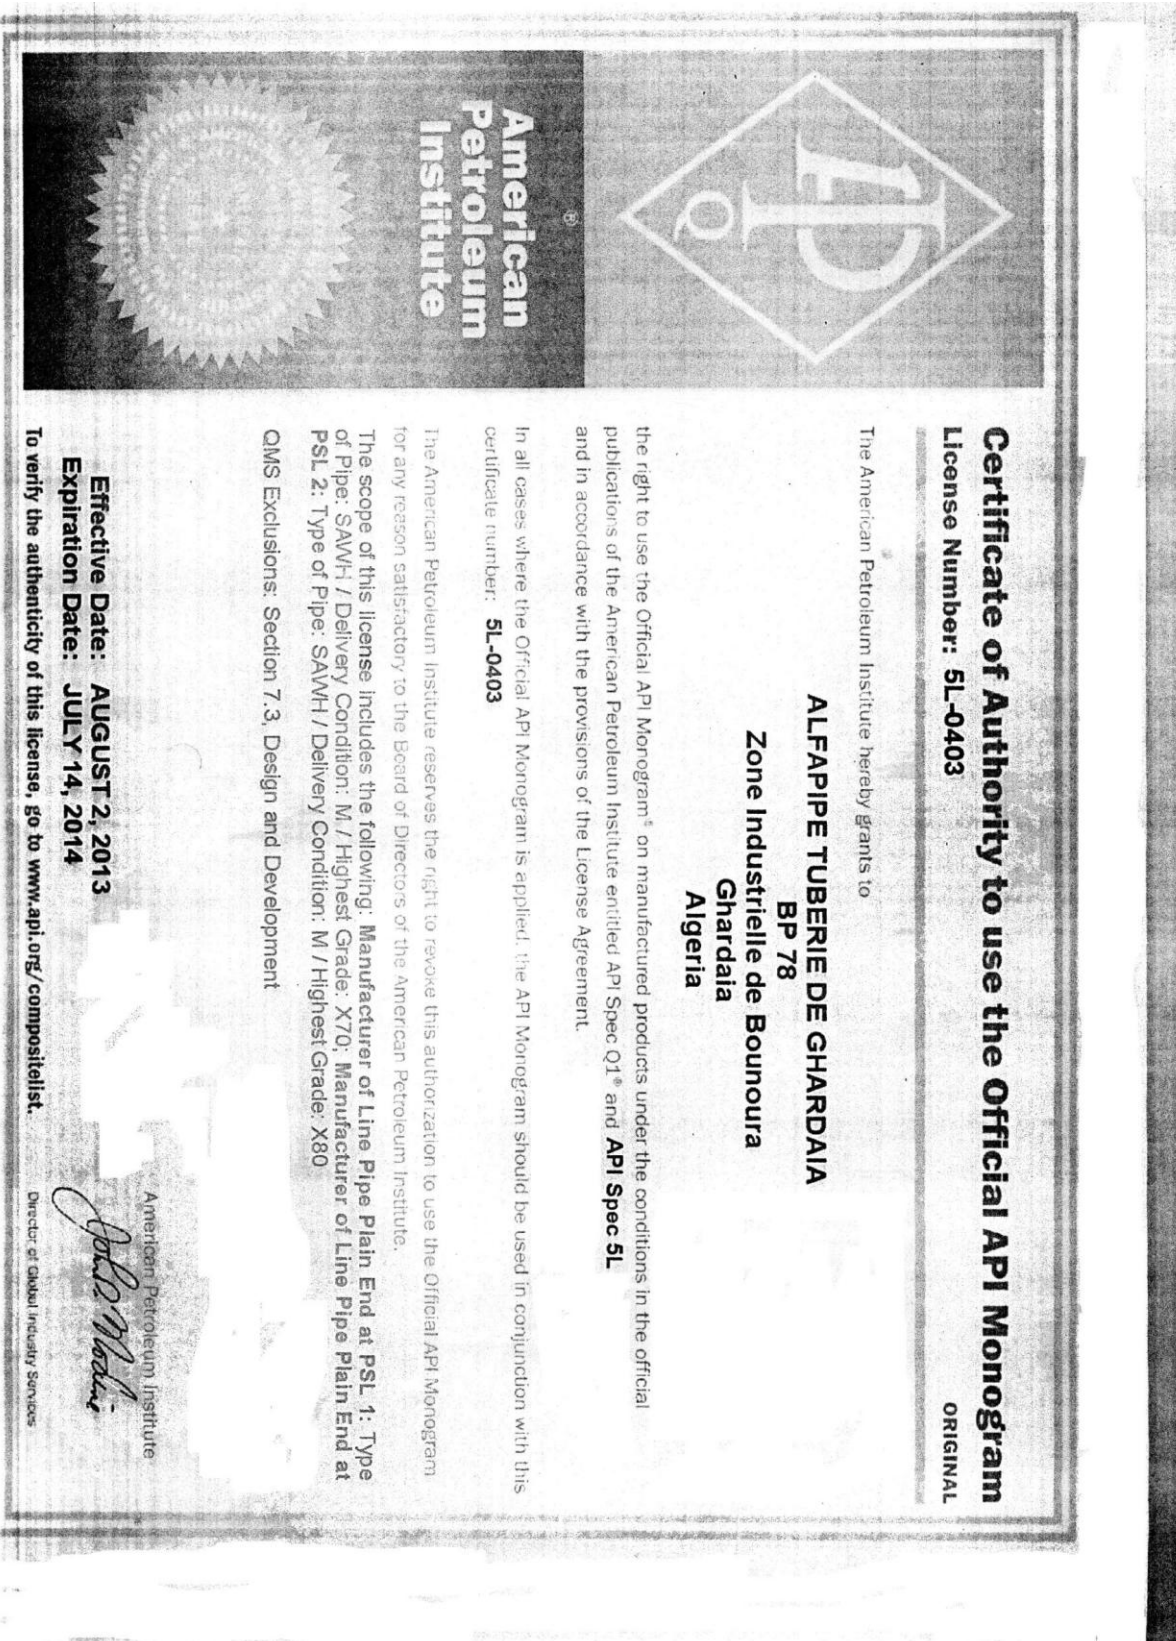 Certificate of Authority to use the Official API Monogram
License Number: 5L-0403
ORIGINAL
The American Petroleum Institute hereby grants to
ALFAPIPE TUBERIE DE GHARDAIA
BP 78
Zone Industrielle de Bounoura
Ghardaia
Algeria
the right to use the Official API Monogram® on manufactured products under the conditions in the official
publications of the American Petroleum Institute entitled API Spec Q1® and API Spec 5L
and in accordance with the provisions of the License Agreement.
In all cases where the Official API Monogram is applied, the API Monogram should be used in conjunction with this
certificate number: 5L-0403
The American Petroleum Institute reserves the right to revoke this authorization to use the Official API Monogram
for any reason satisfactory to the Board of Directors of the American Petroleum Institute.
The scope of this license includes the following: Manufacturer of Line Pipe Plain End at PSL 1: Type
of Pipe: SAWH / Delivery Condition: M / Highest Grade: X70; Manufacturer of Line Pipe Plain End at
PSL 2: Type of Pipe: SAWH / Delivery Condition: M / Highest Grade: X80
QMS Exclusions: Section 7.3, Design and Development
Effective Date: AUGUST 2, 2013
Expiration Date: JULY 14, 2014
To verify the authenticity of this license, go to www.api.org/compositelist.
American Petroleum Institute
Director of Global Industry Services
API
Q
®
American
Petroleum
Institute